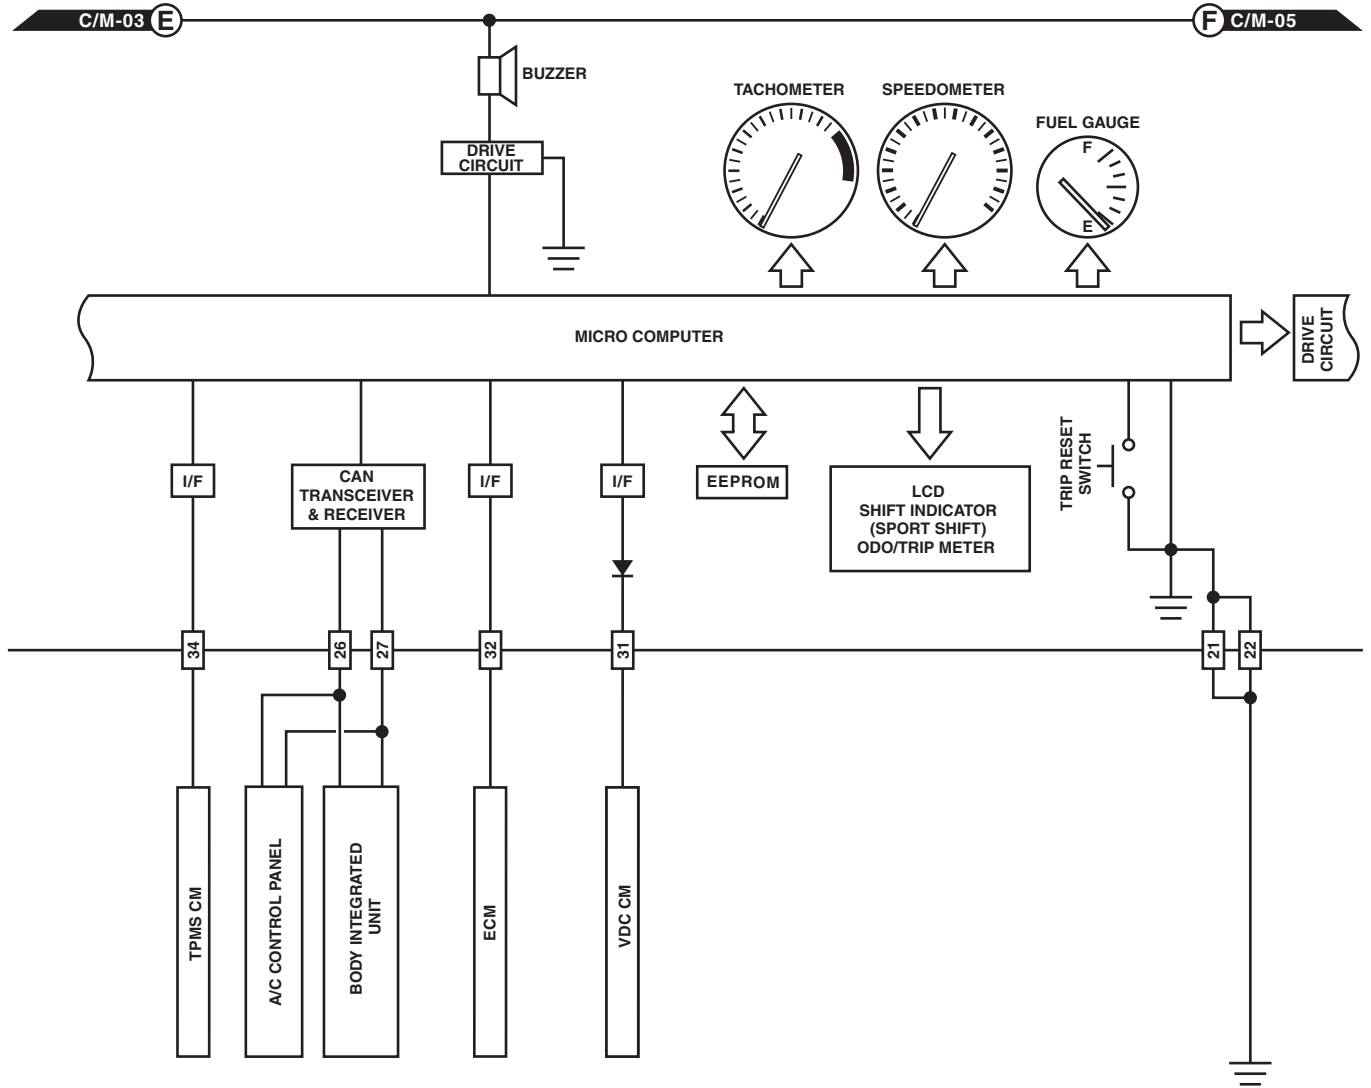 C/M-03 E
F C/M-05
BUZZER
TACHOMETER
SPEEDOMETER
FUEL GAUGE
F
E
DRIVE
CIRCUIT
MICRO COMPUTER
DRIVE
CIRCUIT
I/F
CAN
TRANSCEIVER
& RECEIVER
I/F
I/F
EEPROM
LCD
SHIFT INDICATOR
(SPORT SHIFT)
ODO/TRIP METER
TRIP RESET
SWITCH
34
26
27
32
31
21
22
TPMS CM
A/C CONTROL PANEL
BODY INTEGRATED
UNIT
ECM
VDC CM